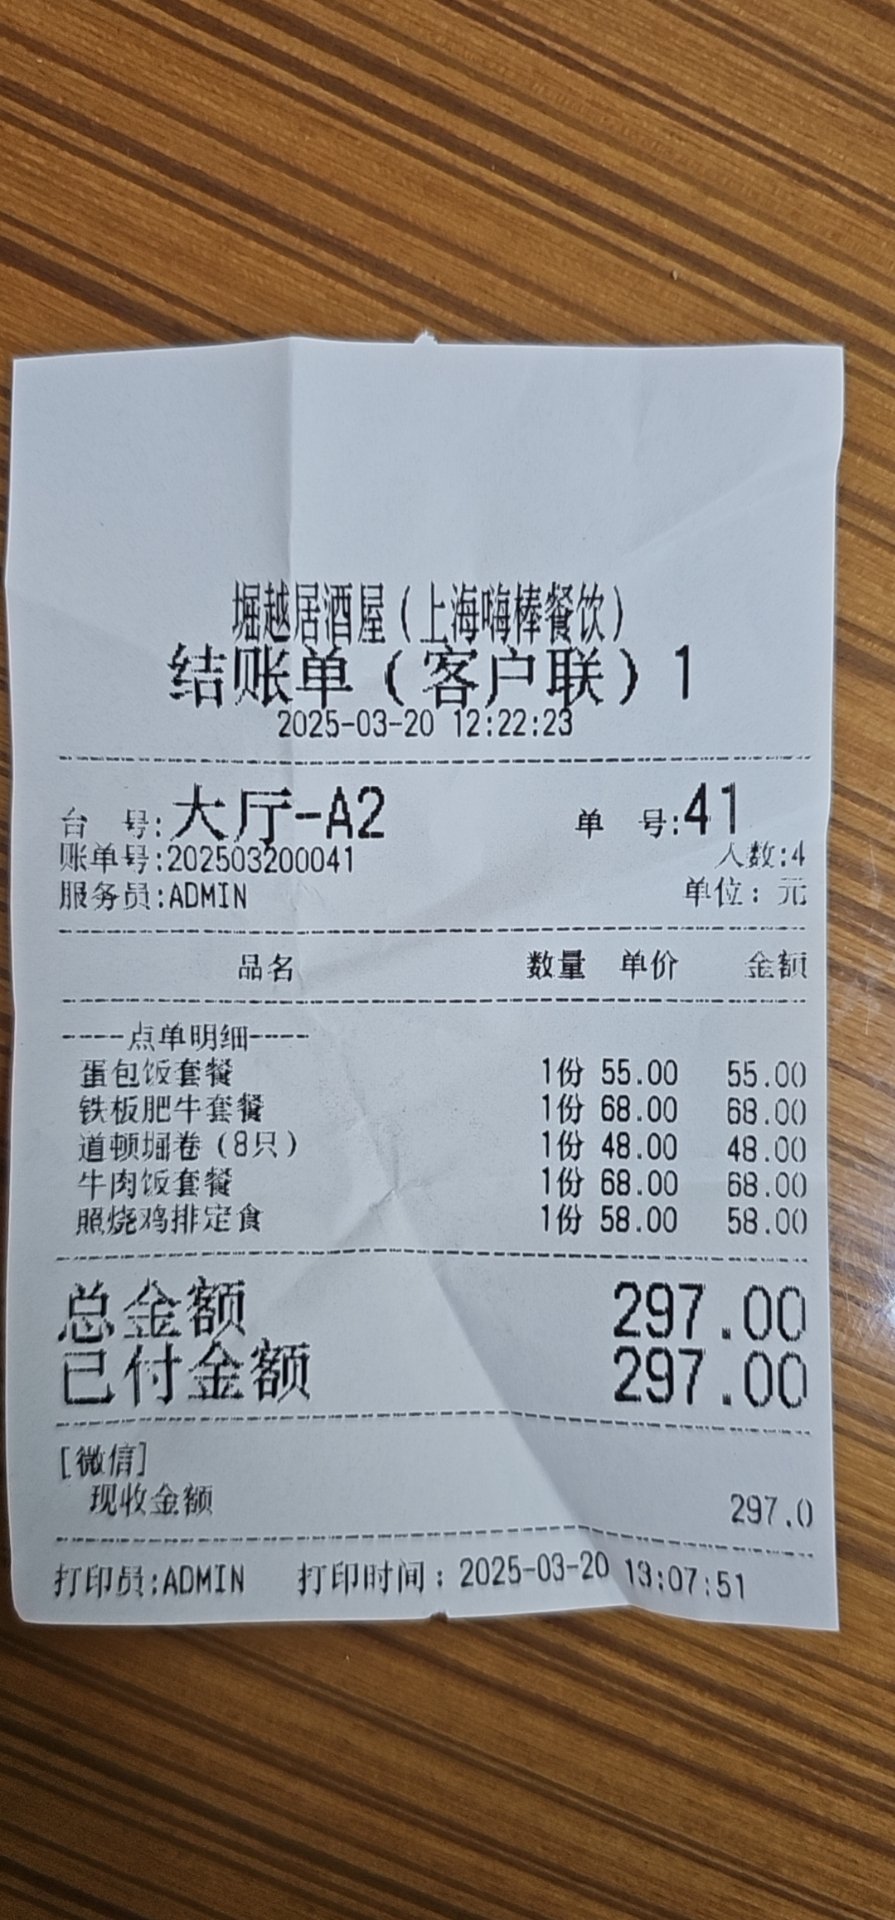 堀越居酒屋(上海嗨棒餐饮)
结账单(客户联)1
2025-03-20 12:22:23
台 号:大厅-A2 单 号:41
账单号:202503200041 人数:4
服务员:ADMIN 单位: 元
品名 数量 单价 金额
----点单明细----
蛋包饭套餐 1份 55.00 55.00
铁板肥牛套餐 1份 68.00 68.00
道顿堀卷(8只) 1份 48.00 48.00
牛肉饭套餐 1份 68.00 68.00
照烧鸡排定食 1份 58.00 58.00
总金额 297.00
已付金额 297.00
[微信]
现收金额 297.0
打印员:ADMIN 打印时间: 2025-03-20 13:07:51